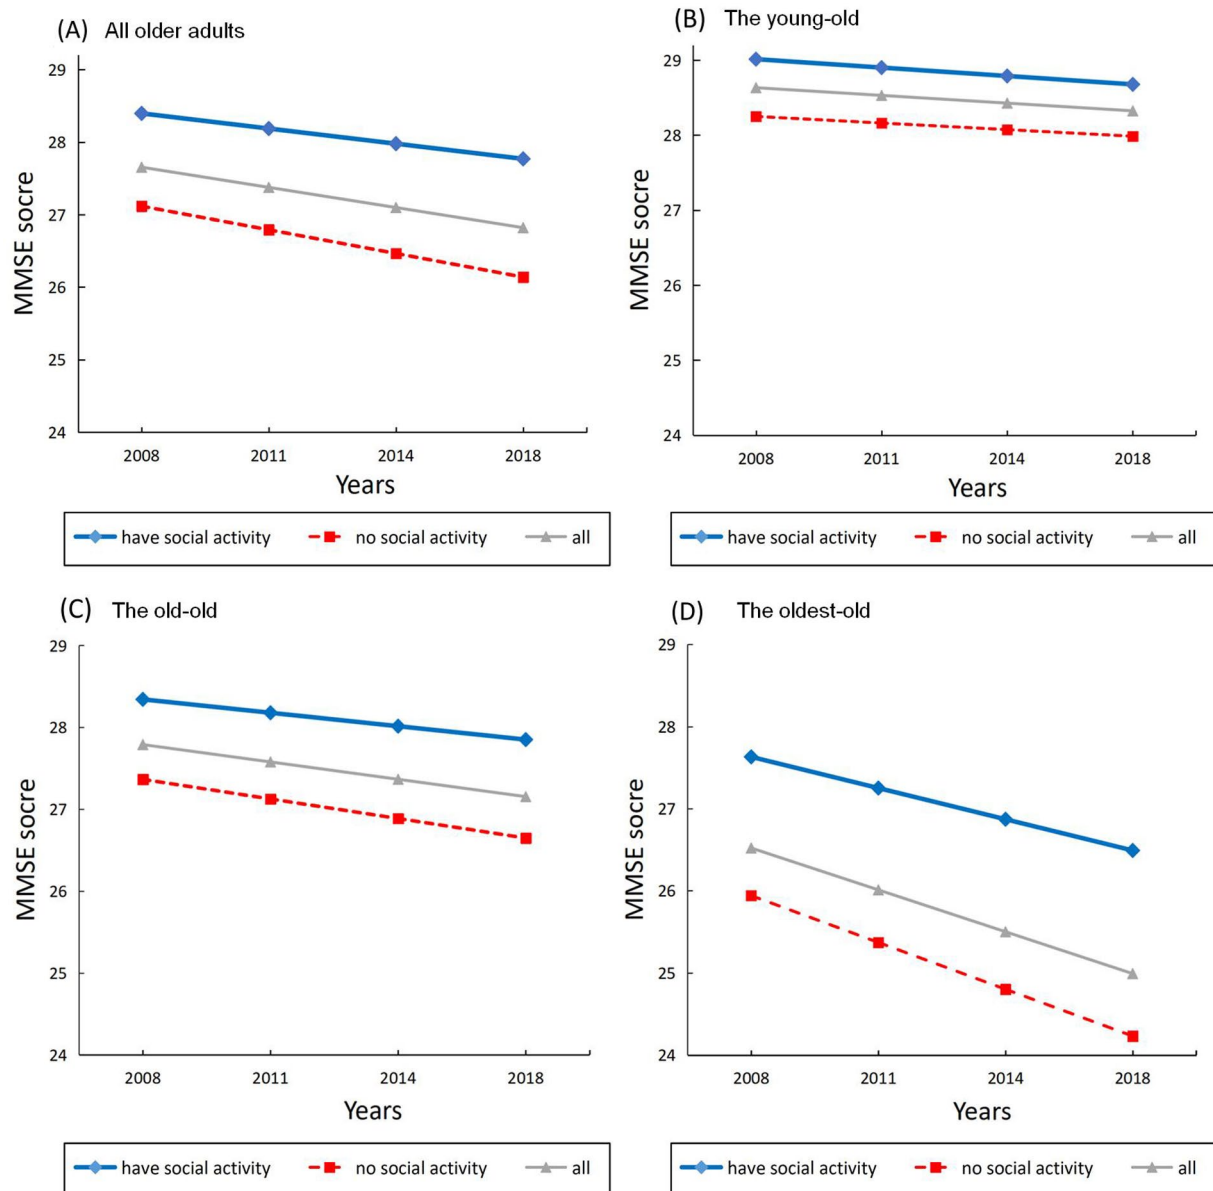 (A) All older adults
29
28
27
26
25
24
MMSE socre
2008 2011 2014 2018
Years
have social activity no social activity all
(B) The young-old
29
28
27
26
25
24
MMSE socre
2008 2011 2014 2018
Years
have social activity no social activity all
(C) The old-old
29
28
27
26
25
24
MMSE socre
2008 2011 2014 2018
Years
have social activity no social activity all
(D) The oldest-old
29
28
27
26
25
24
MMSE socre
2008 2011 2014 2018
Years
have social activity no social activity all